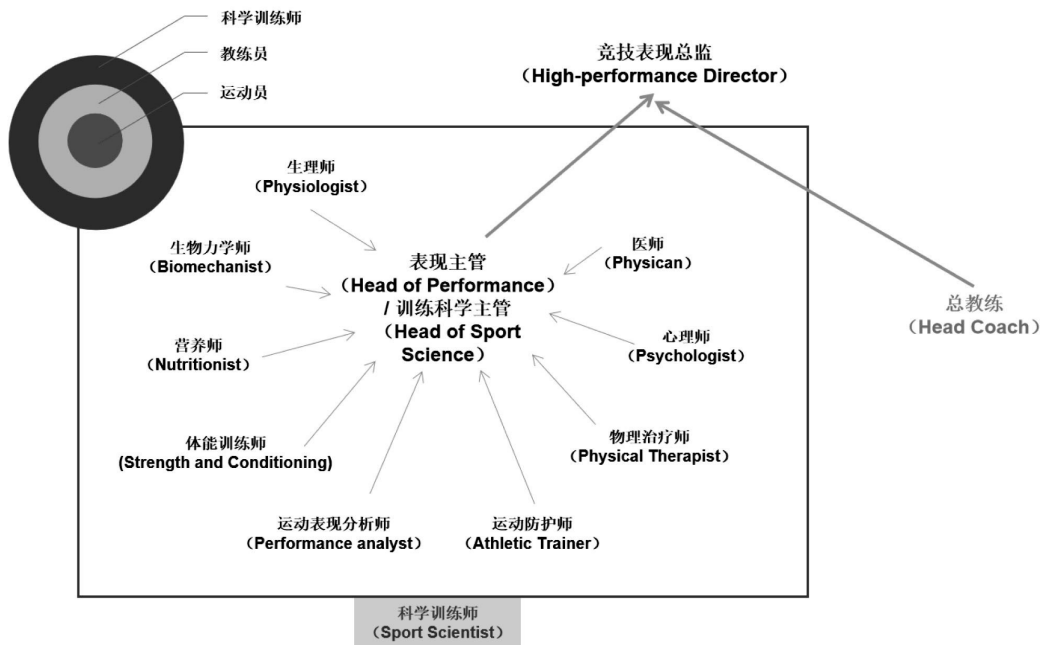 科学训练师
教练员
运动员
竞技表现总监
（High-performance Director）
生理师
（Physiologist）
生物力学师
（Biomechanist）
医师
（Physican）
表现主管
（Head of Performance）
/ 训练科学主管
（Head of Sport
Science）
总教练
（Head Coach）
营养师
（Nutritionist）
心理师
（Psychologist）
体能训练师
(Strength and Conditioning)
物理治疗师
（Physical Therapist）
运动表现分析师
（Performance analyst）
运动防护师
（Athletic Trainer）
科学训练师
（Sport Scientist）